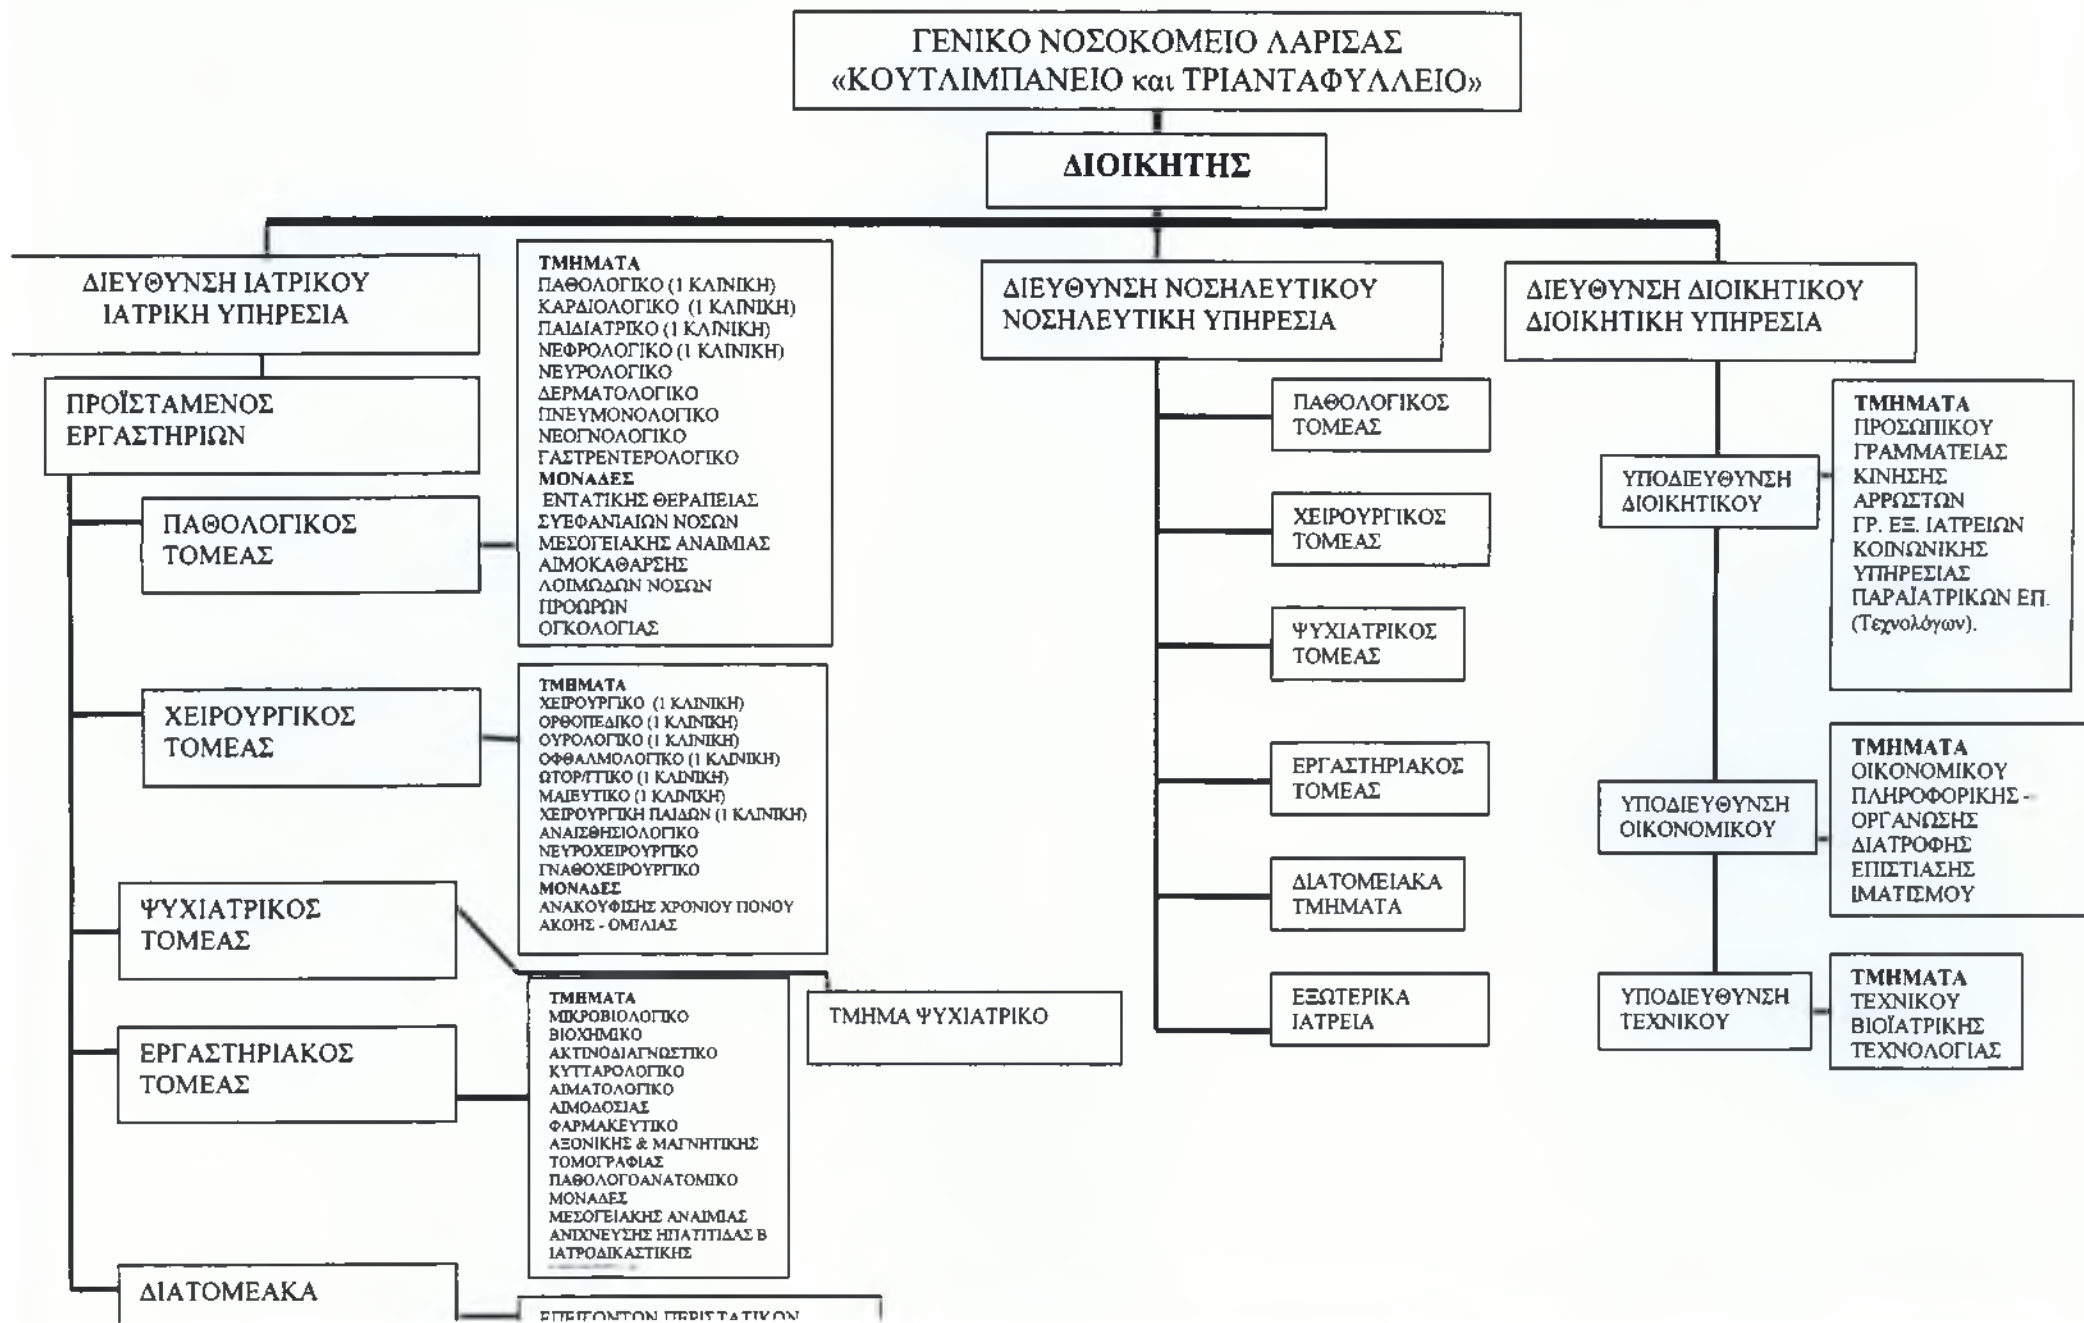 ΓΕΝΙΚΟ ΝΟΣΟΚΟΜΕΙΟ ΛΑΡΙΣΑΣ
«ΚΟΥΤΛΙΜΠΑΝΕΙΟ και ΤΡΙΑΝΤΑΦΥΛΛΕΙΟ»
ΔΙΟΙΚΗΤΗΣ
ΔΙΕΥΘΥΝΣΗ ΙΑΤΡΙΚΟΥ
ΙΑΤΡΙΚΗ ΥΠΗΡΕΣΙΑ
ΠΡΟΪΣΤΑΜΕΝΟΣ
ΕΡΓΑΣΤΗΡΙΩΝ
ΠΑΘΟΛΟΓΙΚΟΣ
ΤΟΜΕΑΣ
ΤΜΗΜΑΤΑ
ΠΑΘΟΛΟΓΙΚΟ (1 ΚΛΙΝΙΚΗ)
ΚΑΡΔΙΟΛΟΓΙΚΟ (1 ΚΛΙΝΙΚΗ)
ΠΑΙΔΙΑΤΡΙΚΟ (1 ΚΛΙΝΙΚΗ)
ΝΕΦΡΟΛΟΓΙΚΟ (1 ΚΛΙΝΙΚΗ)
ΝΕΥΡΟΛΟΓΙΚΟ
ΔΕΡΜΑΤΟΛΟΓΙΚΟ
ΠΝΕΥΜΟΝΟΛΟΓΙΚΟ
ΝΕΟΓΝΟΛΟΓΙΚΟ
ΓΑΣΤΡΕΝΤΕΡΟΛΟΓΙΚΟ
ΜΟΝΑΔΕΣ
ΕΝΤΑΤΙΚΗΣ ΘΕΡΑΠΕΙΑΣ
ΣΥΕΦΑΝΙΑΙΩΝ ΝΟΣΩΝ
ΜΕΣΟΓΕΙΑΚΗΣ ΑΝΑΙΜΙΑΣ
ΑΙΜΟΚΑΘΑΡΣΗΣ
ΛΟΙΜΩΔΩΝ ΝΟΣΩΝ
ΠΡΟΩΡΩΝ
ΟΓΚΟΛΟΓΙΑΣ
ΧΕΙΡΟΥΡΓΙΚΟΣ
ΤΟΜΕΑΣ
ΤΜΗΜΑΤΑ
ΧΕΙΡΟΥΡΓΙΚΟ (1 ΚΛΙΝΙΚΗ)
ΟΡΘΟΠΕΔΙΚΟ (1 ΚΛΙΝΙΚΗ)
ΟΥΡΟΛΟΓΙΚΟ (1 ΚΛΙΝΙΚΗ)
ΟΦΘΑΛΜΟΛΟΓΙΚΟ (1 ΚΛΙΝΙΚΗ)
ΩΤΟΡ/ΓΓΙΚΟ (1 ΚΛΙΝΙΚΗ)
ΜΑΙΕΥΤΙΚΟ (1 ΚΛΙΝΙΚΗ)
ΧΕΙΡΟΥΡΓΙΚΗ ΠΑΙΔΩΝ (1 ΚΛΙΝΙΚΗ)
ΑΝΑΙΣΘΗΣΙΟΛΟΓΙΚΟ
ΝΕΥΡΟΧΕΙΡΟΥΡΓΙΚΟ
ΓΝΑΘΟΧΕΙΡΟΥΡΓΙΚΟ
ΜΟΝΑΔΕΣ
ΑΝΑΚΟΥΦΙΣΗΣ ΧΡΟΝΙΟΥ ΠΟΝΟΥ
ΑΚΟΗΣ - ΟΜΙΛΙΑΣ
ΨΥΧΙΑΤΡΙΚΟΣ
ΤΟΜΕΑΣ
ΤΜΗΜΑ ΨΥΧΙΑΤΡΙΚΟ
ΕΡΓΑΣΤΗΡΙΑΚΟΣ
ΤΟΜΕΑΣ
ΤΜΗΜΑΤΑ
ΜΙΚΡΟΒΙΟΛΟΓΙΚΟ
ΒΙΟΧΗΜΙΚΟ
ΑΚΤΙΝΟΔΙΑΓΝΩΣΤΙΚΟ
ΚΥΤΤΑΡΟΛΟΓΙΚΟ
ΑΙΜΑΤΟΛΟΓΙΚΟ
ΑΙΜΟΔΟΣΙΑΣ
ΦΑΡΜΑΚΕΥΤΙΚΟ
ΑΞΟΝΙΚΗΣ & ΜΑΓΝΗΤΙΚΗΣ
ΤΟΜΟΓΡΑΦΙΑΣ
ΠΑΘΟΛΟΓΟΑΝΑΤΟΜΙΚΟ
ΜΟΝΑΔΕΣ
ΜΕΣΟΓΕΙΑΚΗΣ ΑΝΑΙΜΙΑΣ
ΑΝΙΧΝΕΥΣΗΣ ΗΠΑΤΙΤΙΔΑΣ Β
ΙΑΤΡΟΔΙΚΑΣΤΙΚΗΣ
ΔΙΑΤΟΜΕΑΚΑ
ΕΠΕΙΓΟΝΤΩΝ ΠΕΡΙΣΤΑΤΙΚΩΝ
ΔΙΕΥΘΥΝΣΗ ΝΟΣΗΛΕΥΤΙΚΟΥ
ΝΟΣΗΛΕΥΤΙΚΗ ΥΠΗΡΕΣΙΑ
ΠΑΘΟΛΟΓΙΚΟΣ
ΤΟΜΕΑΣ
ΧΕΙΡΟΥΡΓΙΚΟΣ
ΤΟΜΕΑΣ
ΨΥΧΙΑΤΡΙΚΟΣ
ΤΟΜΕΑΣ
ΕΡΓΑΣΤΗΡΙΑΚΟΣ
ΤΟΜΕΑΣ
ΔΙΑΤΟΜΕΙΑΚΑ
ΤΜΗΜΑΤΑ
ΕΞΩΤΕΡΙΚΑ
ΙΑΤΡΕΙΑ
ΔΙΕΥΘΥΝΣΗ ΔΙΟΙΚΗΤΙΚΟΥ
ΔΙΟΙΚΗΤΙΚΗ ΥΠΗΡΕΣΙΑ
ΥΠΟΔΙΕΥΘΥΝΣΗ
ΔΙΟΙΚΗΤΙΚΟΥ
ΤΜΗΜΑΤΑ
ΠΡΟΣΩΠΙΚΟΥ
ΓΡΑΜΜΑΤΕΙΑΣ
ΚΙΝΗΣΗΣ
ΑΡΡΩΣΤΩΝ
ΓΡ. ΕΞ. ΙΑΤΡΕΙΩΝ
ΚΟΙΝΩΝΙΚΗΣ
ΥΠΗΡΕΣΙΑΣ
ΠΑΡΑΪΑΤΡΙΚΩΝ ΕΠ.
(Τεχνολόγων).
ΥΠΟΔΙΕΥΘΥΝΣΗ
ΟΙΚΟΝΟΜΙΚΟΥ
ΤΜΗΜΑΤΑ
ΟΙΚΟΝΟΜΙΚΟΥ
ΠΛΗΡΟΦΟΡΙΚΗΣ -
ΟΡΓΑΝΩΣΗΣ
ΔΙΑΤΡΟΦΗΣ
ΕΠΙΣΤΙΑΣΗΣ
ΙΜΑΤΙΣΜΟΥ
ΥΠΟΔΙΕΥΘΥΝΣΗ
ΤΕΧΝΙΚΟΥ
ΤΜΗΜΑΤΑ
ΤΕΧΝΙΚΟΥ
ΒΙΟΪΑΤΡΙΚΗΣ
ΤΕΧΝΟΛΟΓΙΑΣ